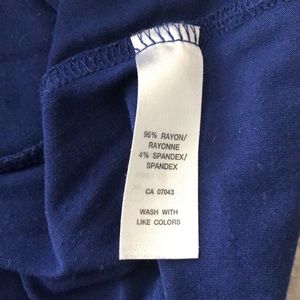 96% RAYON/
RAYONNE
4% SPANDEX/
SPANDEX
CA 07043
WASH WITH
LIKE COLORS